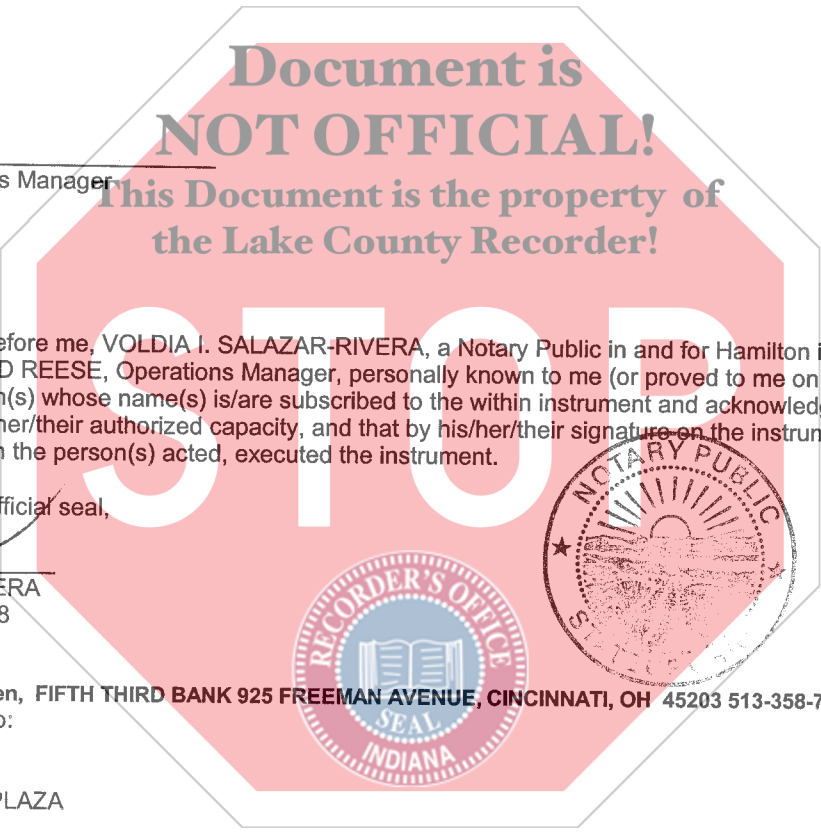 Document is
NOT OFFICIAL!
s Manager
This Document is the property of
the Lake County Recorder!
STOP
efore me, VOLDIA I. SALAZAR-RIVERA, a Notary Public in and for Hamilton i
D REESE, Operations Manager, personally known to me (or proved to me on
n(s) whose name(s) is/are subscribed to the within instrument and acknowled
her/their authorized capacity, and that by his/her/their signature on the instrum
n the person(s) acted, executed the instrument.
NOTARY PUBLIC
fficial seal,
ERA
8
RECORDER'S OFFICE
SEAL
INDIANA
en, FIFTH THIRD BANK 925 FREEMAN AVENUE, CINCINNATI, OH 45203 513-358-7
o:
PLAZA